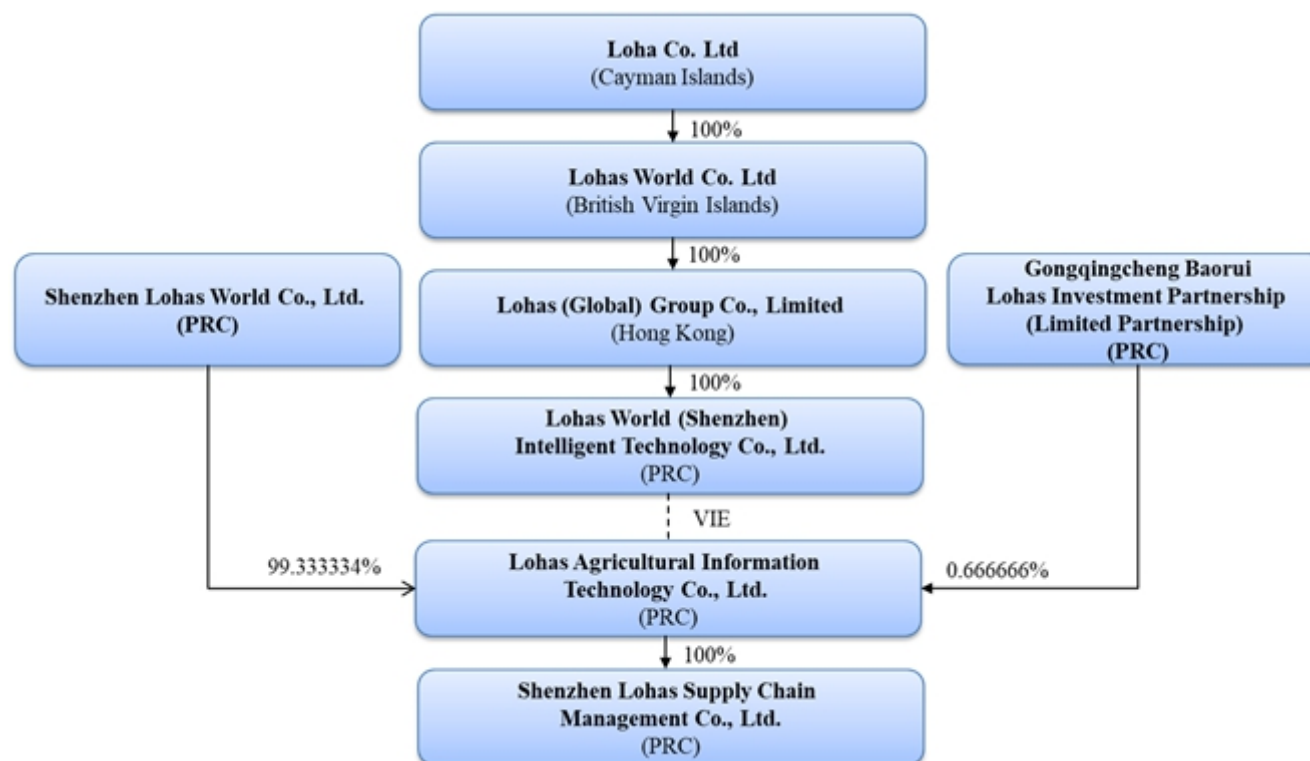 Loha Co. Ltd
(Cayman Islands)
100%
Lohas World Co. Ltd
(British Virgin Islands)
100%
Shenzhen Lohas World Co., Ltd.
(PRC)
Lohas (Global) Group Co., Limited
(Hong Kong)
Gongqingcheng Baorui
Lohas Investment Partnership
(Limited Partnership)
(PRC)
100%
Lohas World (Shenzhen)
Intelligent Technology Co., Ltd.
(PRC)
VIE
99.333334%
Lohas Agricultural Information
Technology Co., Ltd.
(PRC)
0.666666%
100%
Shenzhen Lohas Supply Chain
Management Co., Ltd.
(PRC)